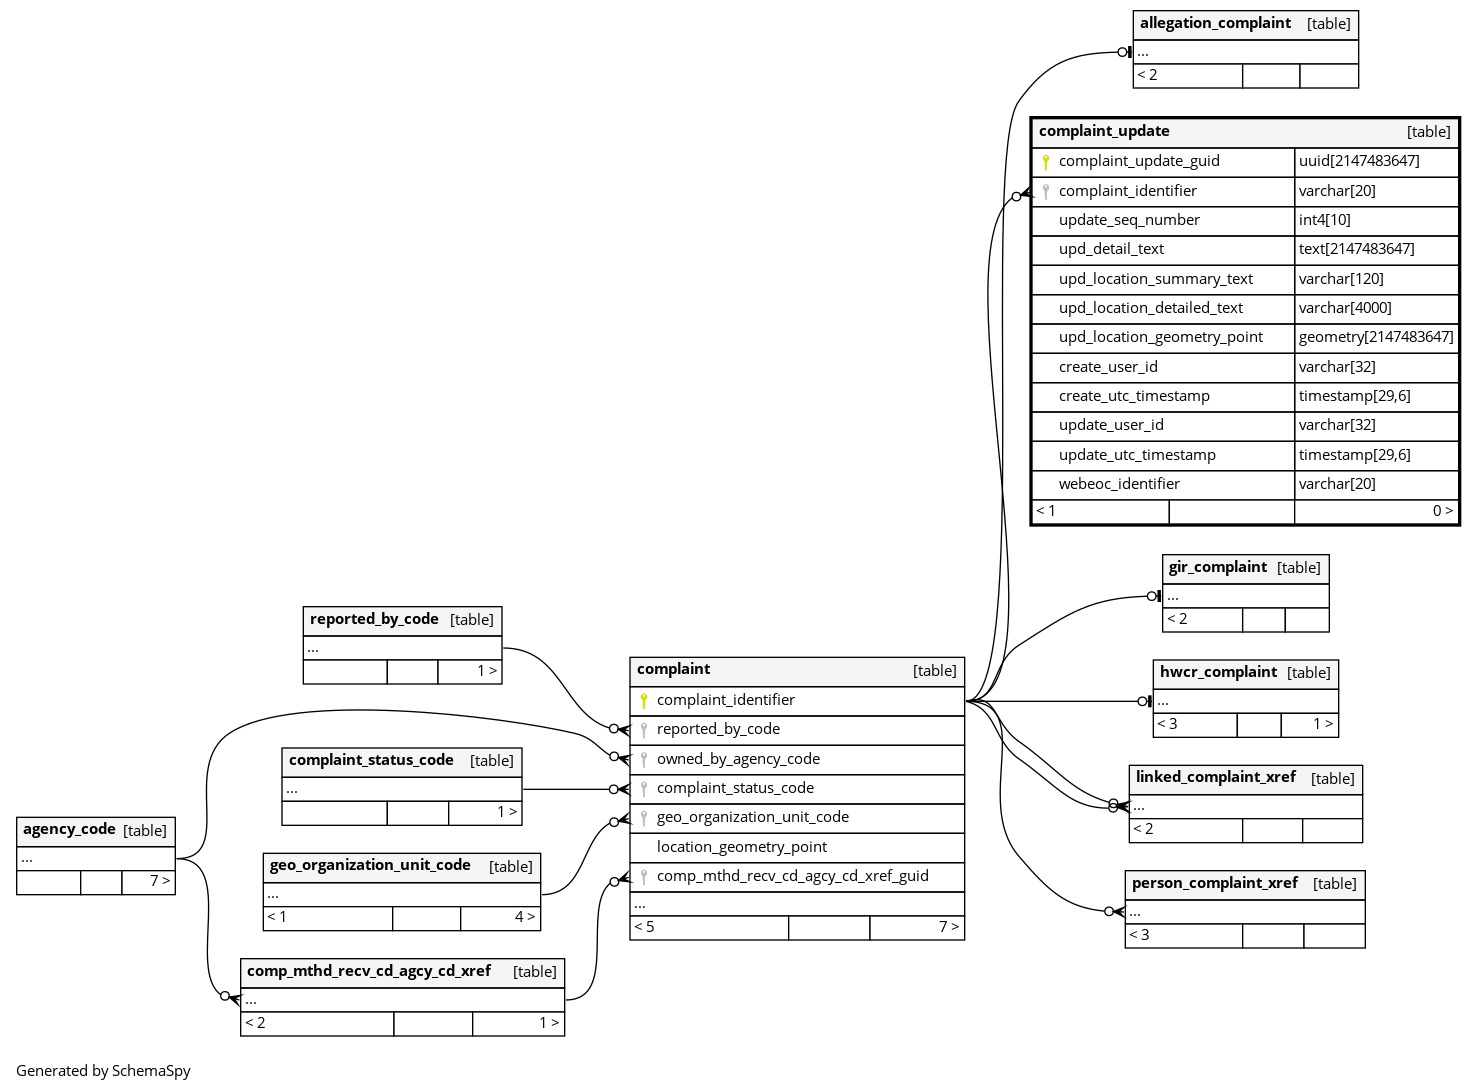 allegation_complaint [table]
...
< 2
complaint_update [table]
complaint_update_guid uuid[2147483647]
complaint_identifier varchar[20]
update_seq_number int4[10]
upd_detail_text text[2147483647]
upd_location_summary_text varchar[120]
upd_location_detailed_text varchar[4000]
upd_location_geometry_point geometry[2147483647]
create_user_id varchar[32]
create_utc_timestamp timestamp[29,6]
update_user_id varchar[32]
update_utc_timestamp timestamp[29,6]
webeoc_identifier varchar[20]
< 1 0 >
gir_complaint [table]
...
< 2
reported_by_code [table]
...
1 >
complaint [table]
complaint_identifier
reported_by_code
owned_by_agency_code
complaint_status_code
geo_organization_unit_code
location_geometry_point
comp_mthd_recv_cd_agcy_cd_xref_guid
...
< 5 7 >
hwcr_complaint [table]
...
< 3 1 >
complaint_status_code [table]
...
1 >
linked_complaint_xref [table]
...
< 2
agency_code [table]
...
7 >
geo_organization_unit_code [table]
...
< 1 4 >
person_complaint_xref [table]
...
< 3
comp_mthd_recv_cd_agcy_cd_xref [table]
...
< 2 1 >
Generated by SchemaSpy